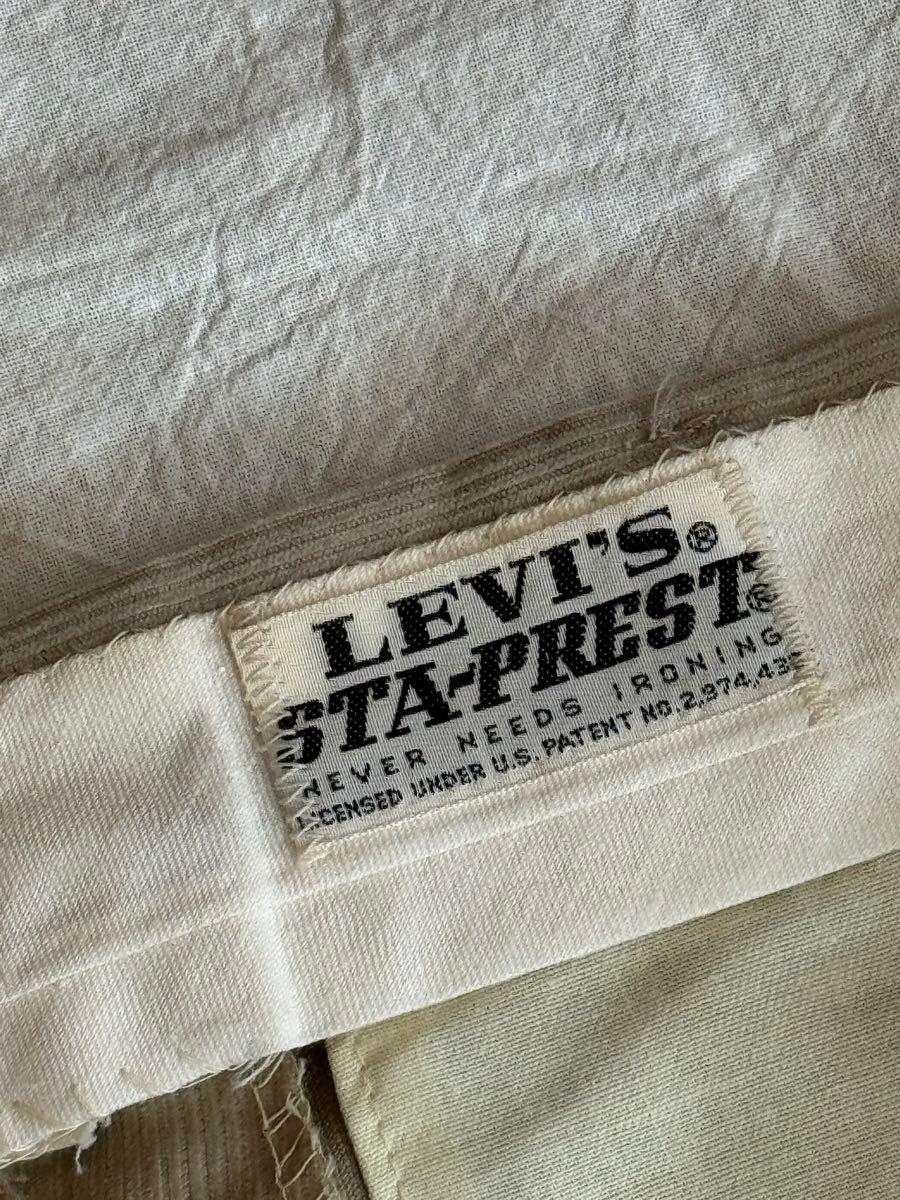 LEVI'S®
STA-PREST®
NEVER NEEDS IRONING
LICENSED UNDER U.S. PATENT NO. 2,974,43